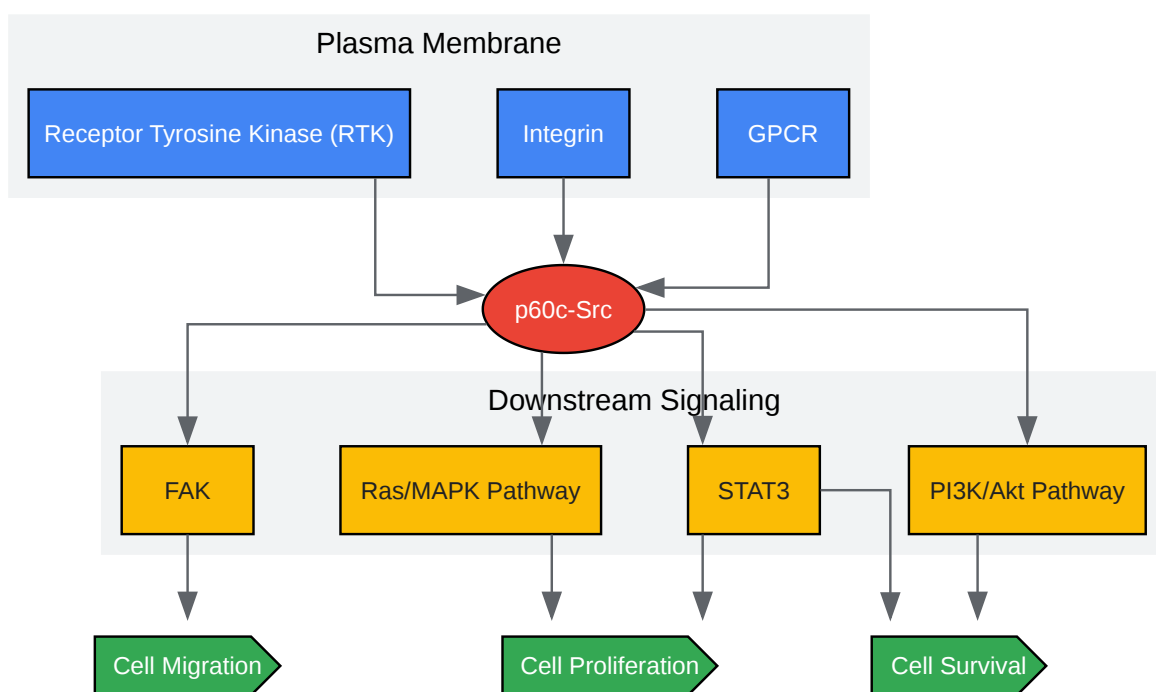 Plasma Membrane
Receptor Tyrosine Kinase (RTK)
Integrin
GPCR
p60c-Src
Downstream Signaling
FAK
Ras/MAPK Pathway
STAT3
PI3K/Akt Pathway
Cell Migration
Cell Proliferation
Cell Survival